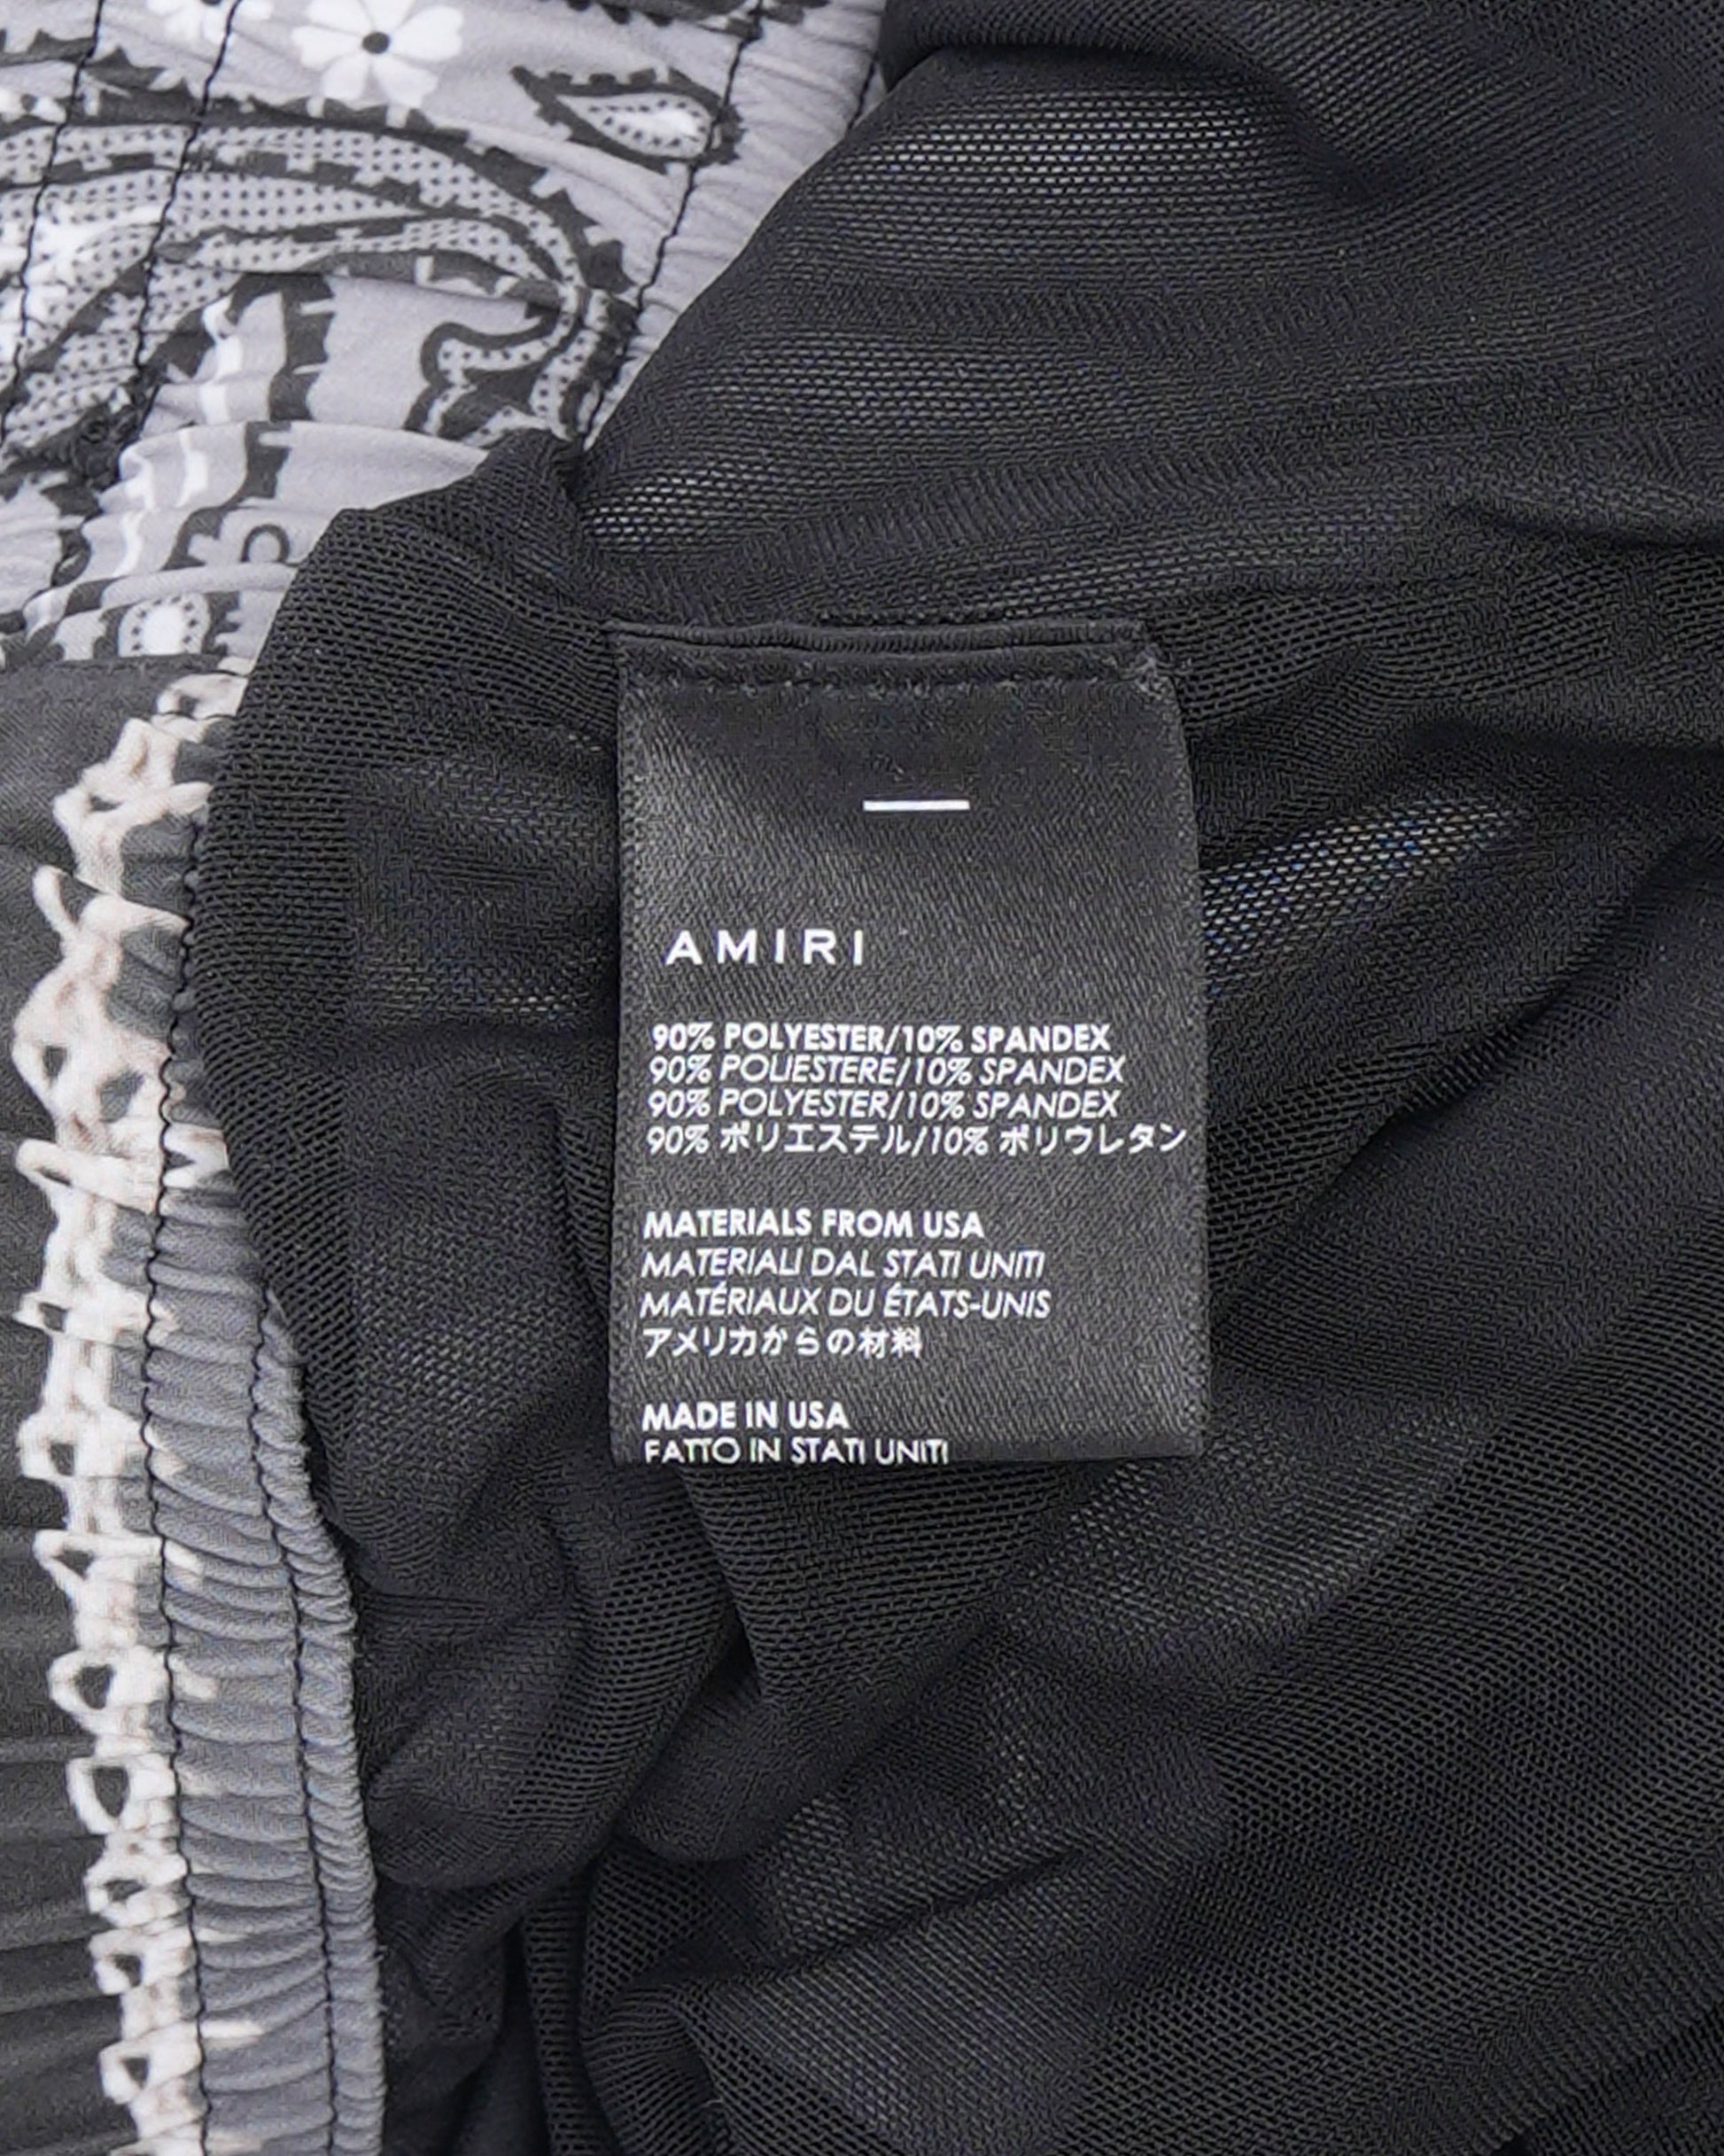 AMIRI
90% POLYESTER/10% SPANDEX
90% POLIESTERE/10% SPANDEX
90% POLYESTER/10% SPANDEX
90% ポリエステル/10% ポリウレタン
MATERIALS FROM USA
MATERIALI DAL STATI UNITI
MATÉRIAUX DU ÉTATS-UNIS
アメリカからの材料
MADE IN USA
FATTO IN STATI UNITI